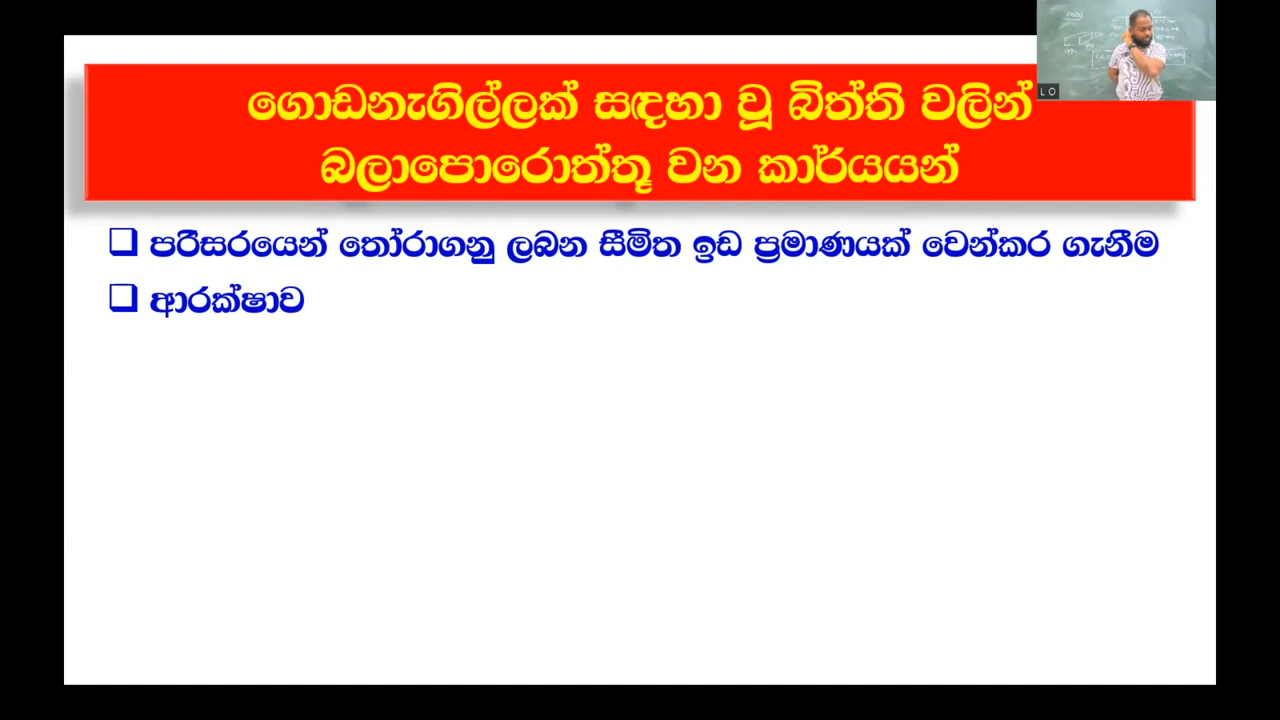 ගොඩනැගිල්ලක් සඳහා වූ බිත්ති වලින්
බලාපොරොත්තූ වන කාර්යයන්
පරිසරයෙන් තෝරාගනු ලබන සීමිත ඉඩ ප්‍රමාණයක් වෙන්කර ගැනීම
ආරක්ෂාව
L O